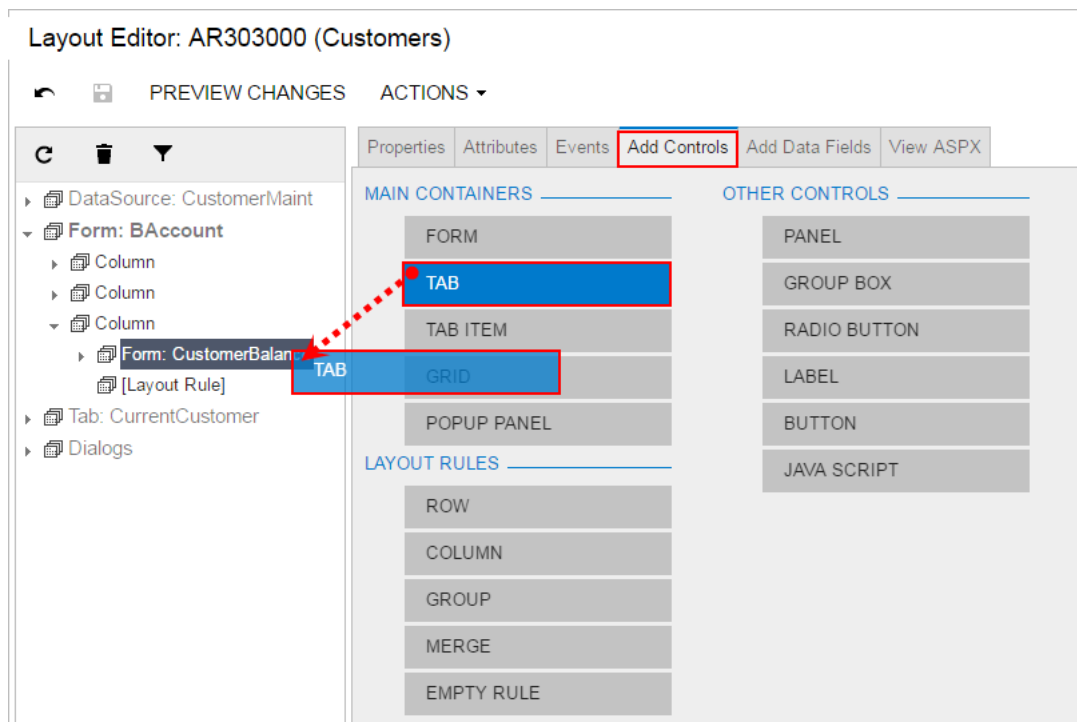 Layout Editor: AR303000 (Customers)
PREVIEW CHANGES ACTIONS
Properties Attributes Events Add Controls Add Data Fields View ASPX
DataSource: CustomerMaint
Form: BAccount
Column
Column
Column
Form: CustomerBalanc
[Layout Rule]
Tab: CurrentCustomer
Dialogs
MAIN CONTAINERS
FORM
TAB
TAB ITEM
TAB
GRID
POPUP PANEL
LAYOUT RULES
ROW
COLUMN
GROUP
MERGE
EMPTY RULE
OTHER CONTROLS
PANEL
GROUP BOX
RADIO BUTTON
LABEL
BUTTON
JAVA SCRIPT